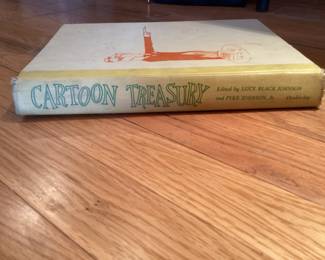 CARTOON TREASURY
Edited by LUCY BLACK JOHNSON
and PYKE JOHNSON, Jr. Doubleday